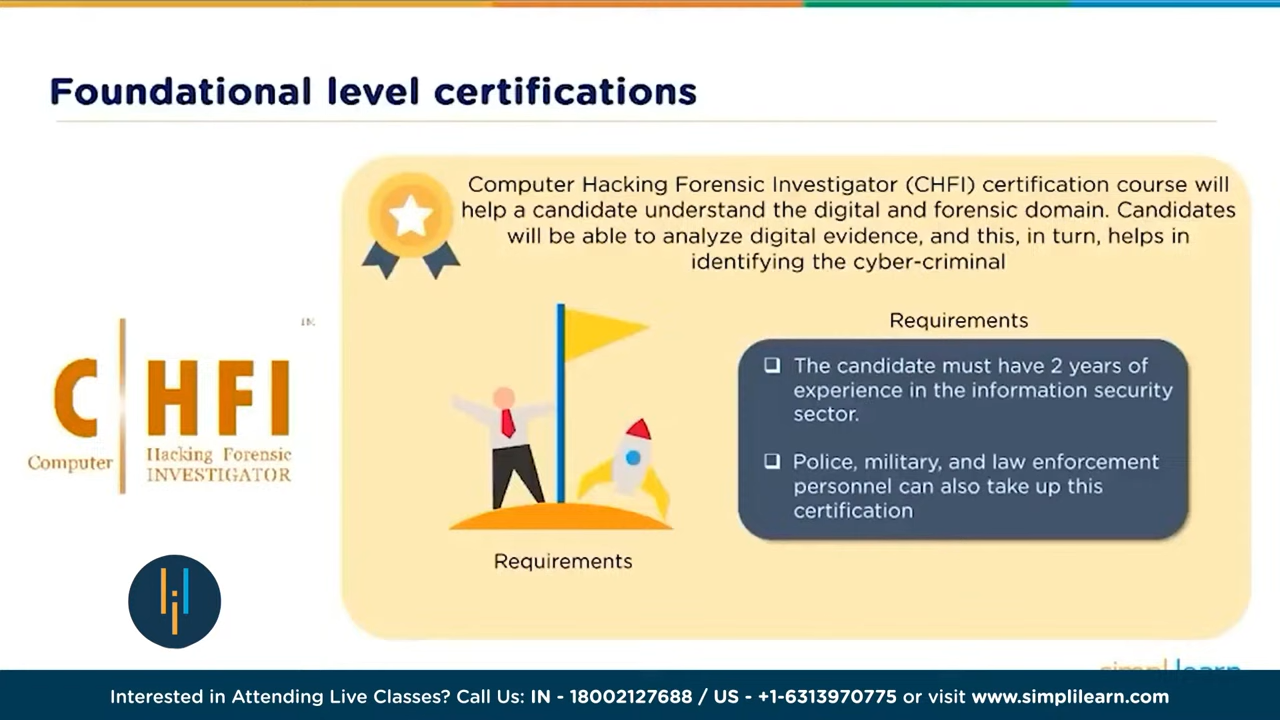 Foundational level certifications
Computer Hacking Forensic Investigator (CHFI) certification course will
help a candidate understand the digital and forensic domain. Candidates
will be able to analyze digital evidence, and this, in turn, helps in
identifying the cyber-criminal
TM
C HFI
Computer
Hacking Forensic
INVESTIGATOR
Requirements
Requirements
❑ The candidate must have 2 years of
experience in the information security
sector.
❑ Police, military, and law enforcement
personnel can also take up this
certification
simplilearn
Interested in Attending Live Classes? Call Us: IN - 18002127688 / US - +1-6313970775 or visit www.simplilearn.com